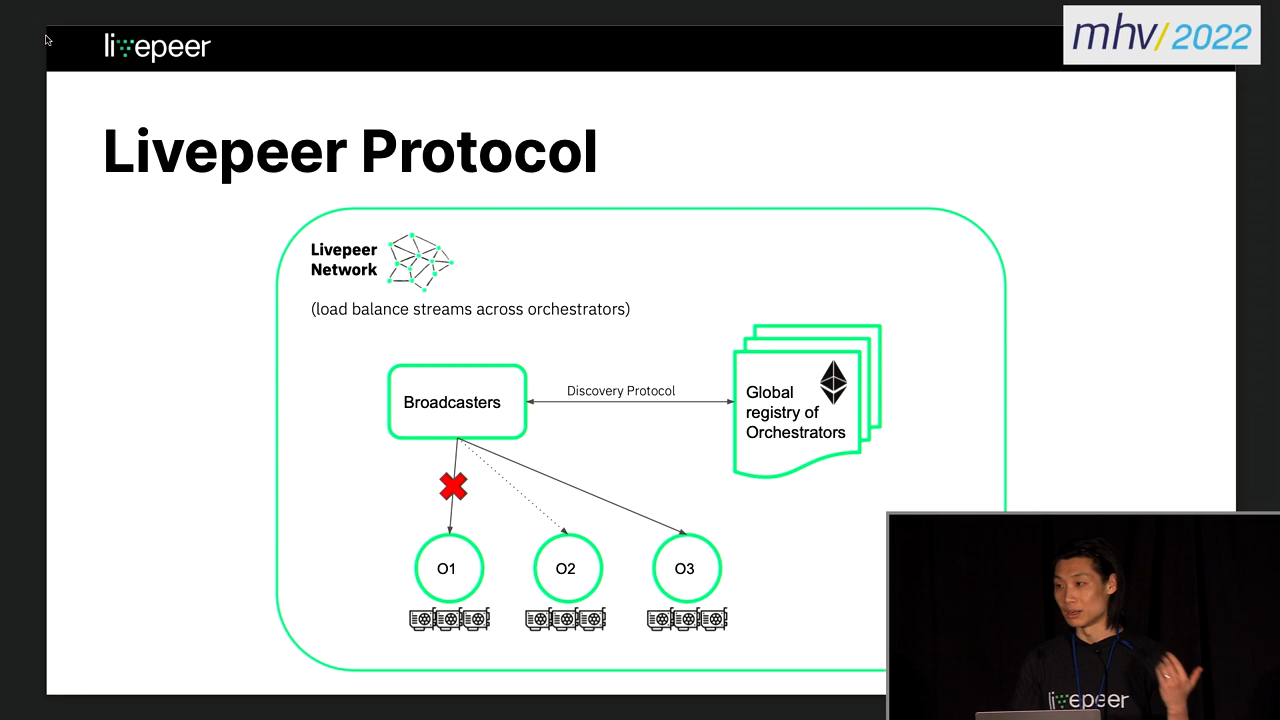 livepeer
mhv/2022
Livepeer Protocol
Livepeer
Network
(load balance streams across orchestrators)
Broadcasters
Discovery Protocol
Global
registry of
Orchestrators
O1
O2
O3
livepeer